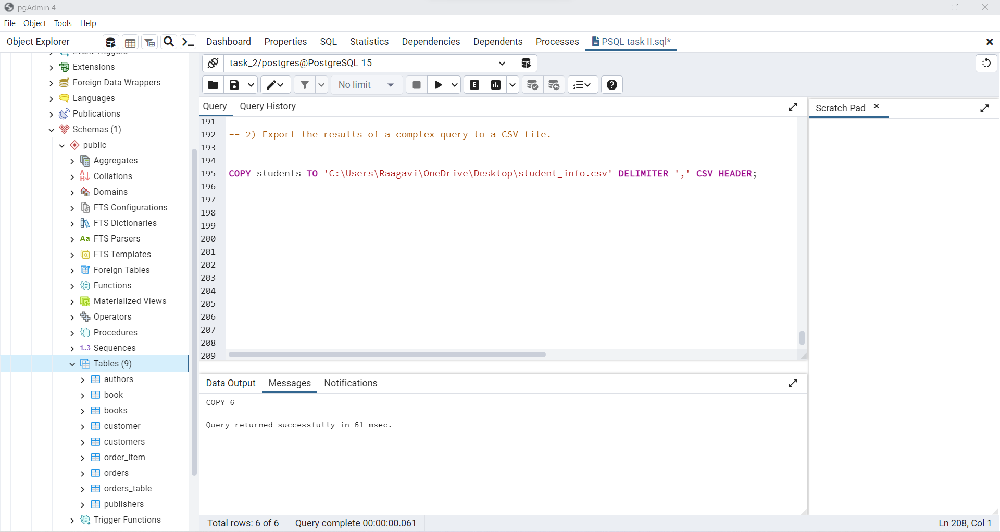 pgAdmin 4
File Object Tools Help
Object Explorer
Dashboard Properties SQL Statistics Dependencies Dependents Processes PSQL task II.sql*
task_2/postgres@PostgreSQL 15
No limit
Query Query History
Scratch Pad
Event Triggers
Extensions
Foreign Data Wrappers
Languages
Publications
Schemas (1)
public
Aggregates
Collations
Domains
FTS Configurations
FTS Dictionaries
Aa FTS Parsers
FTS Templates
Foreign Tables
Functions
Materialized Views
Operators
Procedures
1..3 Sequences
Tables (9)
authors
book
books
customer
customers
order_item
orders
orders_table
publishers
Trigger Functions
191
192 -- 2) Export the results of a complex query to a CSV file.
193
194
195 COPY students TO 'C:\Users\Raagavi\OneDrive\Desktop\student_info.csv' DELIMITER ',' CSV HEADER;
196
197
198
199
200
201
202
203
204
205
206
207
208
209
Data Output Messages Notifications
COPY 6
Query returned successfully in 61 msec.
Total rows: 6 of 6 Query complete 00:00:00.061
Ln 208, Col 1